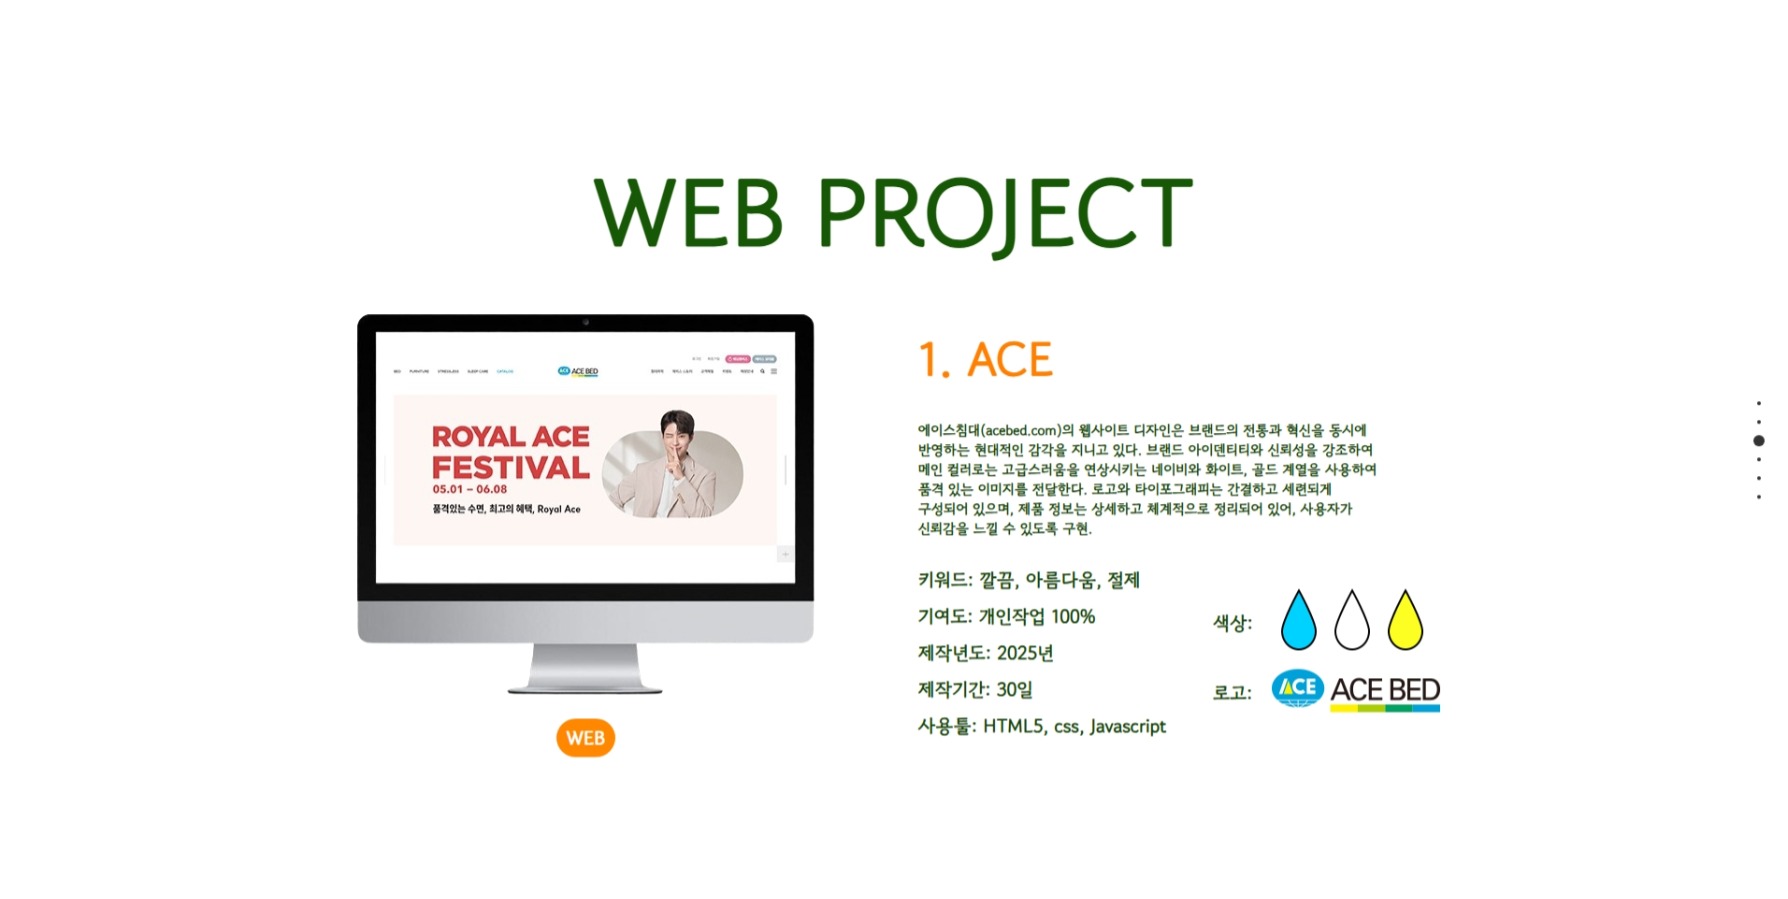 WEB PROJECT
ACE ACE BED
BED FURNITURE STRESSLESS SLEEP CARE CATALOG
ROYAL ACE
FESTIVAL
05.01 – 06.08
품격있는 수면, 최고의 혜택, Royal Ace
WEB
1. ACE
에이스침대(acebed.com)의 웹사이트 디자인은 브랜드의 전통과 혁신을 동시에
반영하는 현대적인 감각을 지니고 있다. 브랜드 아이덴티티와 신뢰성을 강조하여
메인 컬러로는 고급스러움을 연상시키는 네이비와 화이트, 골드 계열을 사용하여
품격 있는 이미지를 전달한다. 로고와 타이포그래피는 간결하고 세련되게
구성되어 있으며, 제품 정보는 상세하고 체계적으로 정리되어 있어, 사용자가
신뢰감을 느낄 수 있도록 구현.
키워드: 깔끔, 아름다움, 절제
기여도: 개인작업 100%
제작년도: 2025년
제작기간: 30일
사용툴: HTML5, css, Javascript
색상:
로고: ACE ACE BED